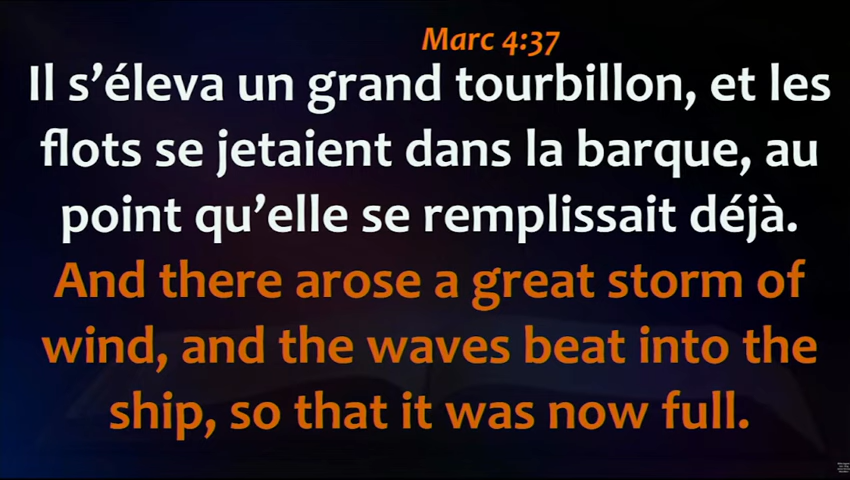 Marc 4:37
Il s’éleva un grand tourbillon, et les
flots se jetaient dans la barque, au
point qu’elle se remplissait déjà.
And there arose a great storm of
wind, and the waves beat into the
ship, so that it was now full.